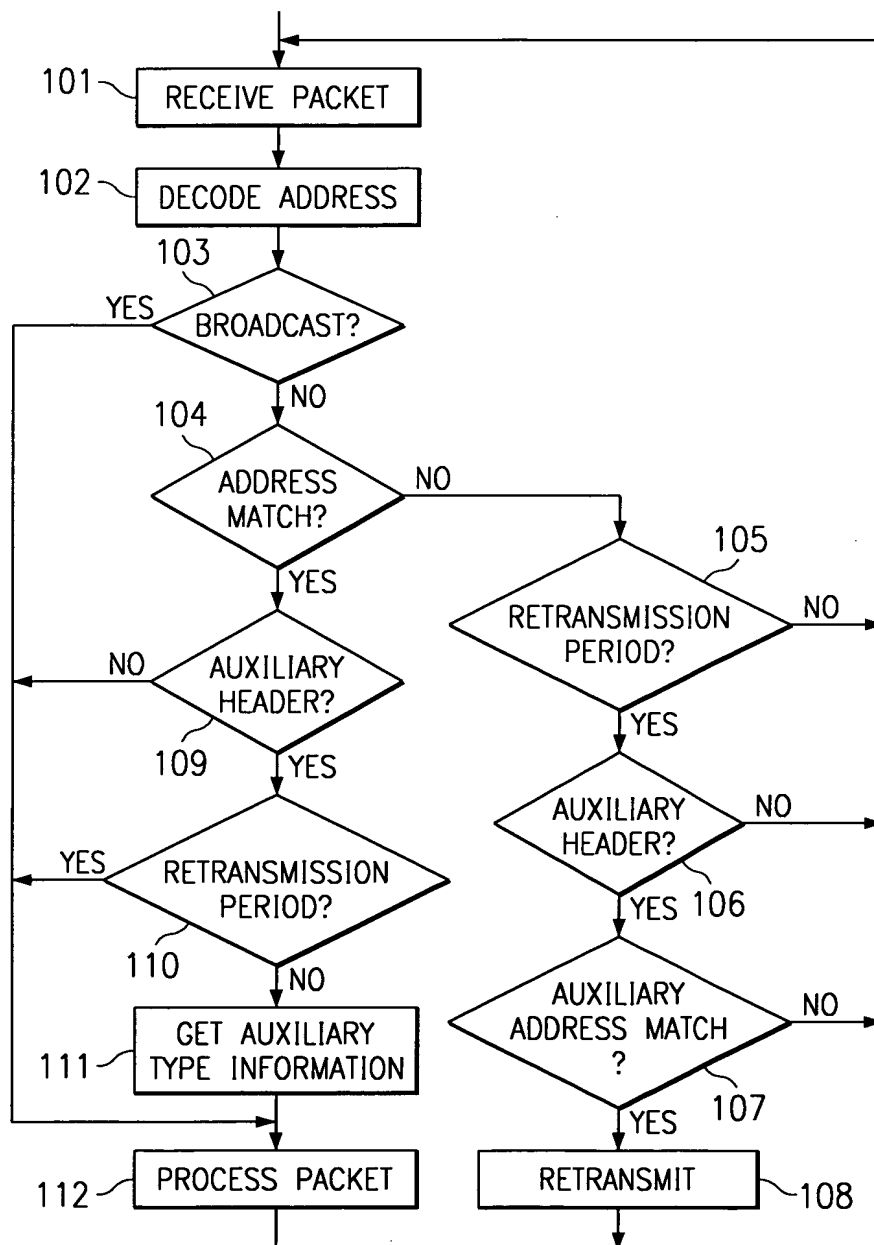 101
RECEIVE PACKET
102
DECODE ADDRESS
103
YES
BROADCAST?
NO
104
ADDRESS
MATCH?
NO
YES
105
RETRANSMISSION
PERIOD?
NO
YES
NO
AUXILIARY
HEADER?
109
YES
AUXILIARY
HEADER?
NO
106
YES
YES
RETRANSMISSION
PERIOD?
110
NO
AUXILIARY
ADDRESS MATCH
?
NO
107
YES
111
GET AUXILIARY
TYPE INFORMATION
112
PROCESS PACKET
RETRANSMIT
108